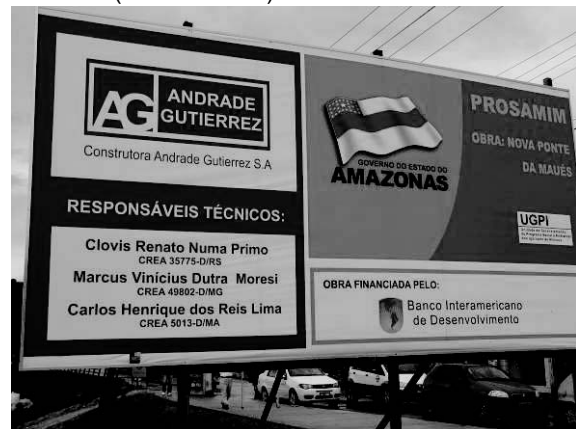 AG
ANDRADE
GUTIERREZ
Construtora Andrade Gutierrez S.A
RESPONSÁVEIS TÉCNICOS:
Clovis Renato Numa Primo
CREA 35775-D/RS
Marcus Vinícius Dutra Moresi
CREA 49802-D/MG
Carlos Henrique dos Reis Lima
CREA 5013-D/MA
GOVERNO DO ESTADO DO
AMAZONAS
PROSAMIM
OBRA: NOVA PONTE
DA MAUÉS
UGPI
OBRA FINANCIADA PELO:
Banco Interamericano
de Desenvolvimento